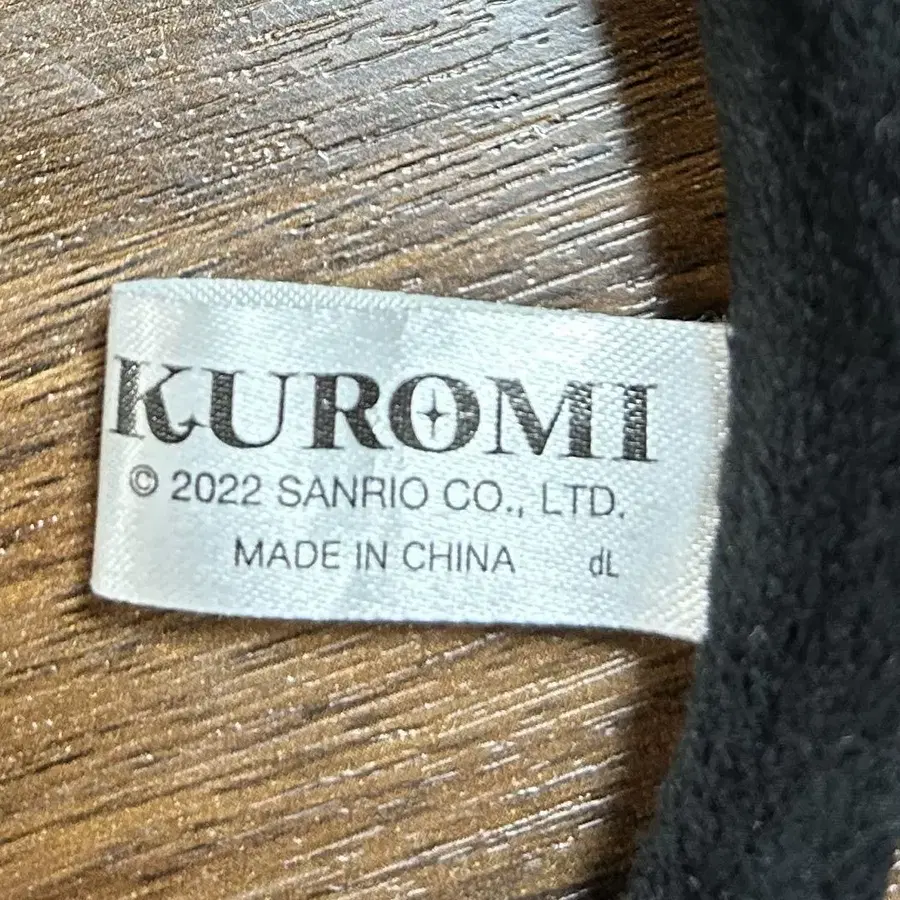 KUROMI
© 2022 SANRIO CO., LTD.
MADE IN CHINA dL